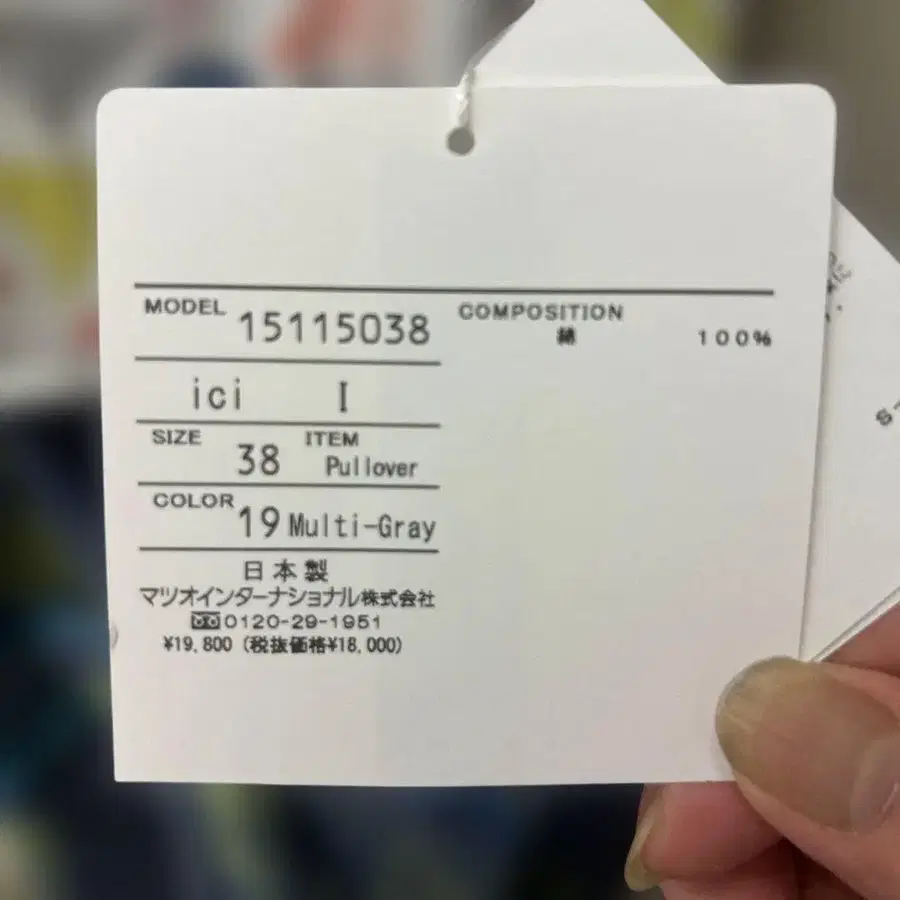 MODEL 15115038
COMPOSITION
綿 100%
ici I
SIZE 38 ITEM Pullover
COLOR 19 Multi-Gray
日本製
マツオインターナショナル株式会社
0120-29-1951
¥19,800 (税抜価格¥18,000)